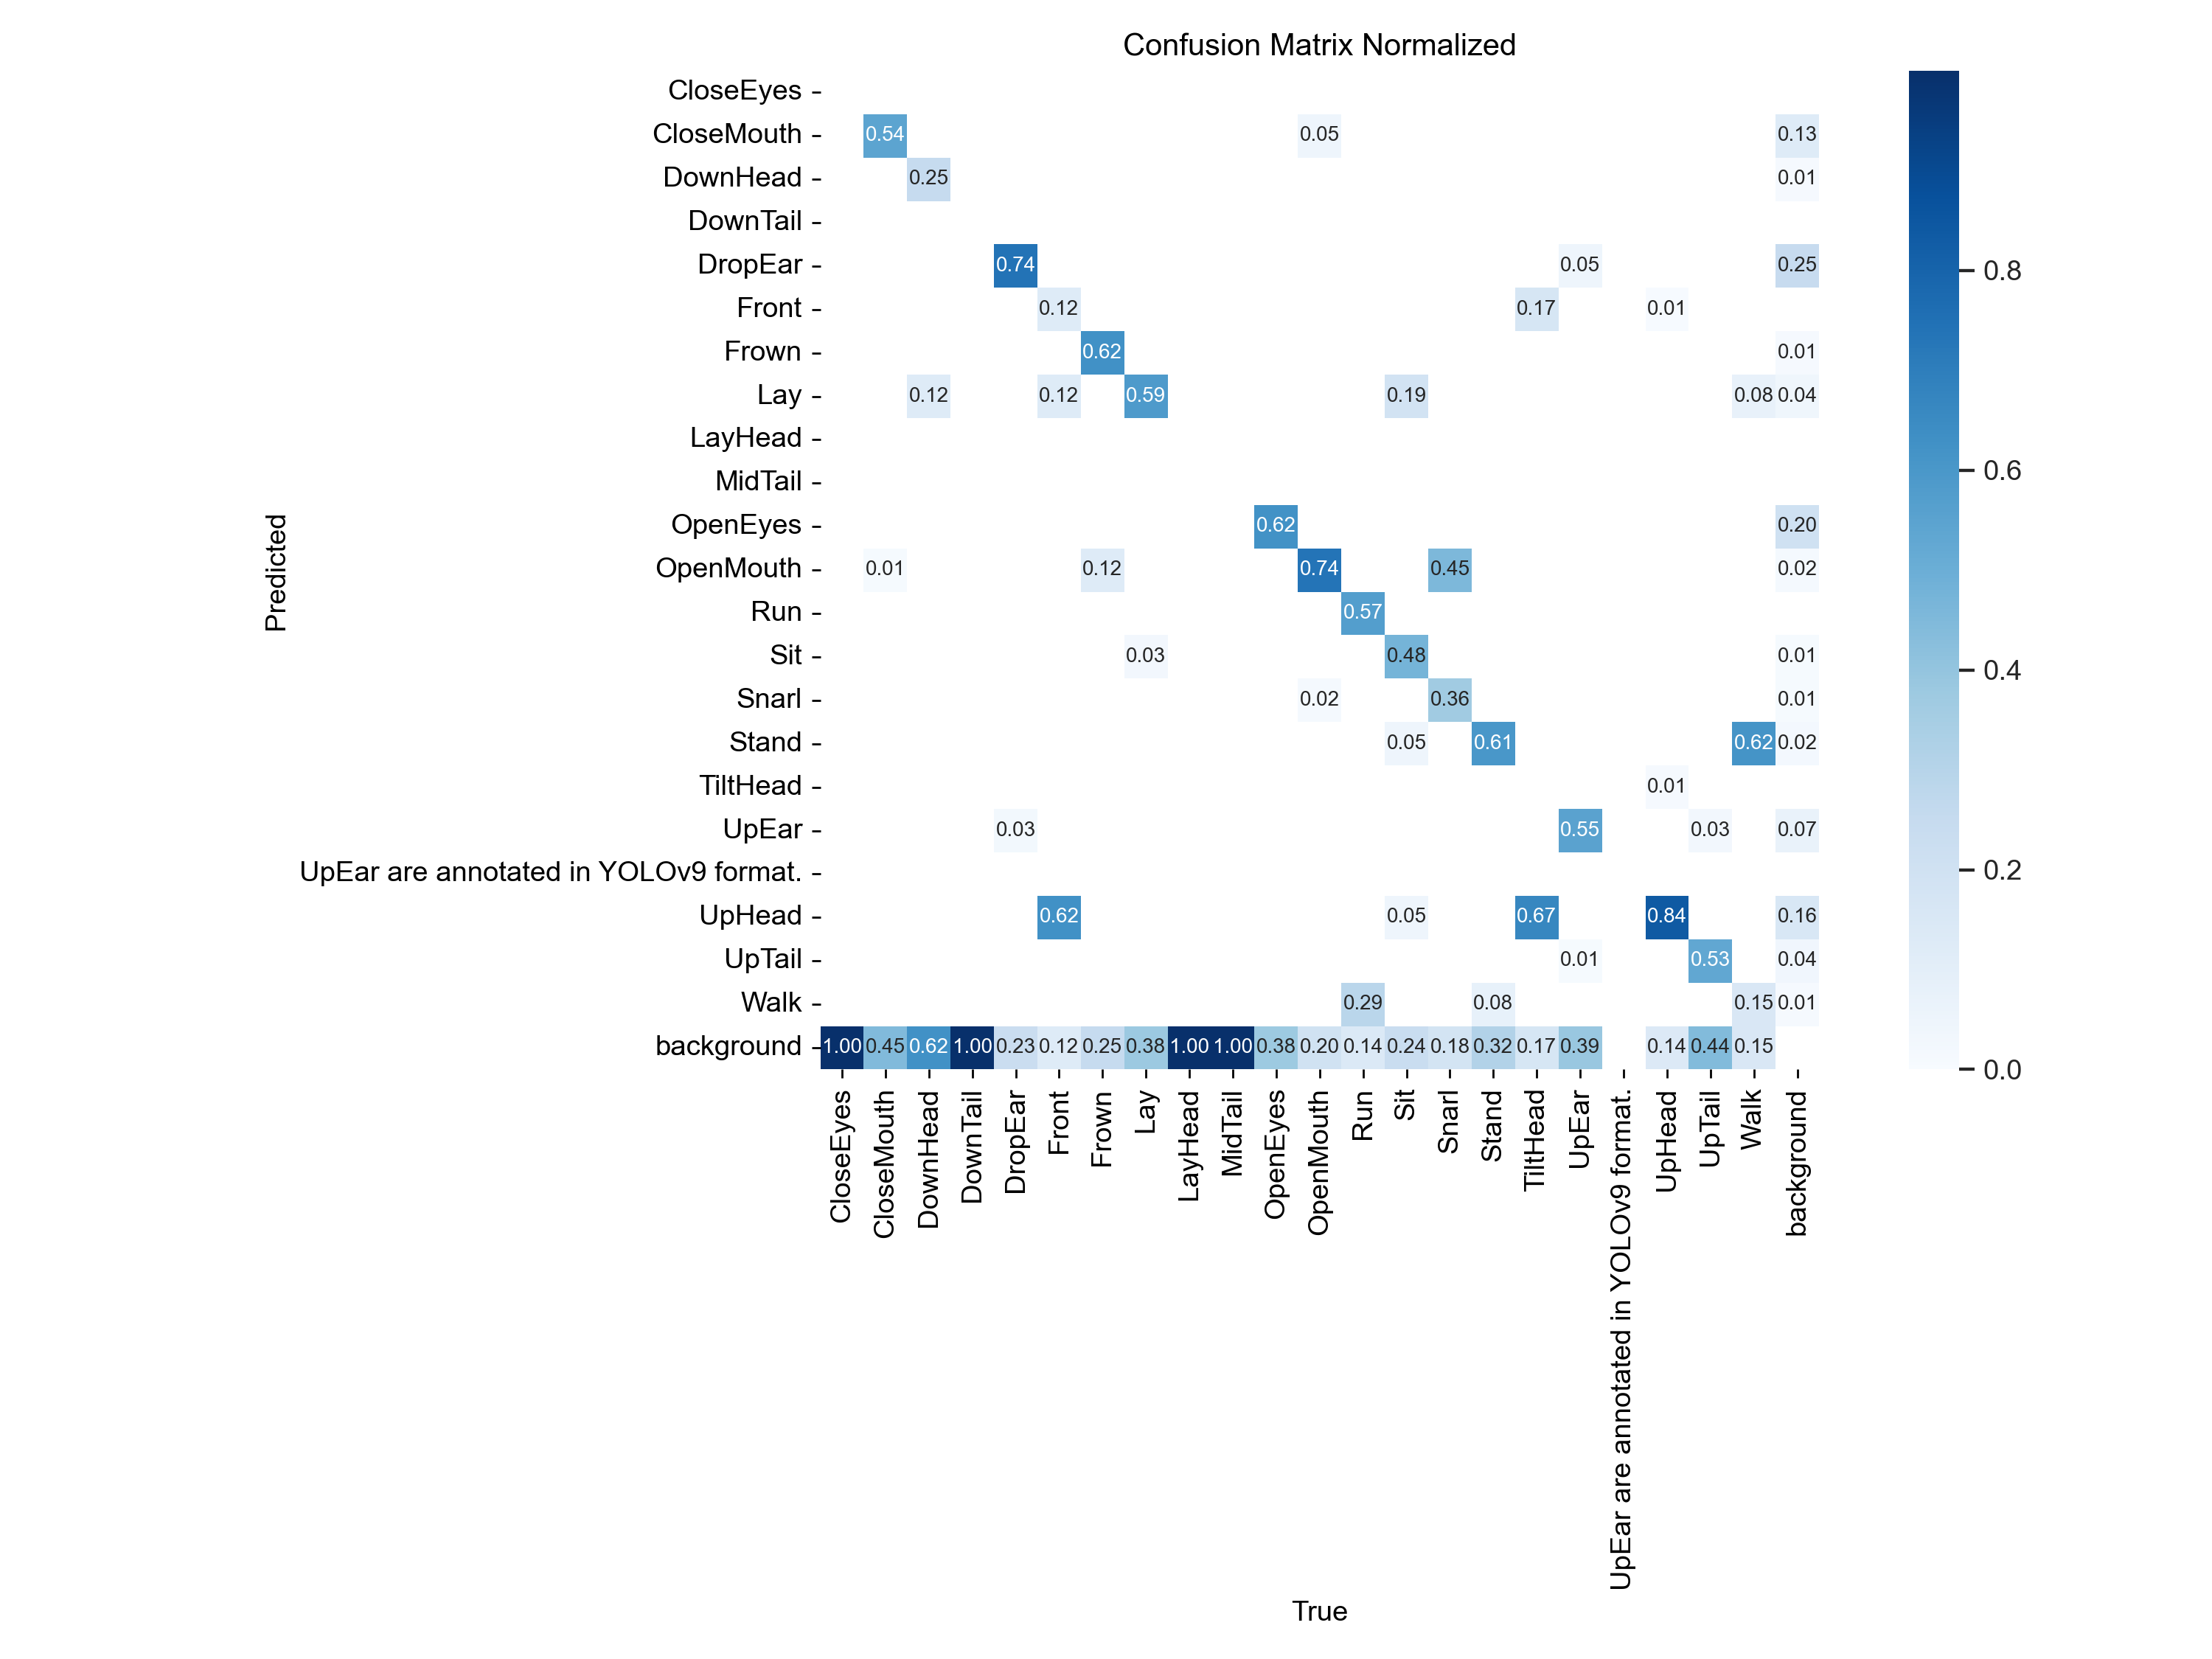 Confusion Matrix Normalized
CloseEyes
CloseMouth 0.54 0.05 0.13
DownHead 0.25 0.01
DownTail
DropEar 0.74 0.05 0.25
Front 0.12 0.17 0.01
Frown 0.62 0.01
Lay 0.12 0.12 0.59 0.19 0.08 0.04
LayHead
MidTail
OpenEyes 0.62 0.20
OpenMouth 0.01 0.12 0.74 0.45 0.02
Run 0.57
Sit 0.03 0.48 0.01
Snarl 0.02 0.36 0.01
Stand 0.05 0.61 0.62 0.02
TiltHead 0.01
UpEar 0.03 0.55 0.03 0.07
UpEar are annotated in YOLOv9 format.
UpHead 0.62 0.05 0.67 0.84 0.16
UpTail 0.01 0.53 0.04
Walk 0.29 0.08 0.15 0.01
background 1.00 0.45 0.62 1.00 0.23 0.12 0.25 0.38 1.00 1.00 0.38 0.20 0.14 0.24 0.18 0.32 0.17 0.39 0.14 0.44 0.15
Predicted
CloseEyes
CloseMouth
DownHead
DownTail
DropEar
Front
Frown
Lay
LayHead
MidTail
OpenEyes
OpenMouth
Run
Sit
Snarl
Stand
TiltHead
UpEar
UpEar are annotated in YOLOv9 format.
UpHead
UpTail
Walk
background
True
0.8
0.6
0.4
0.2
0.0